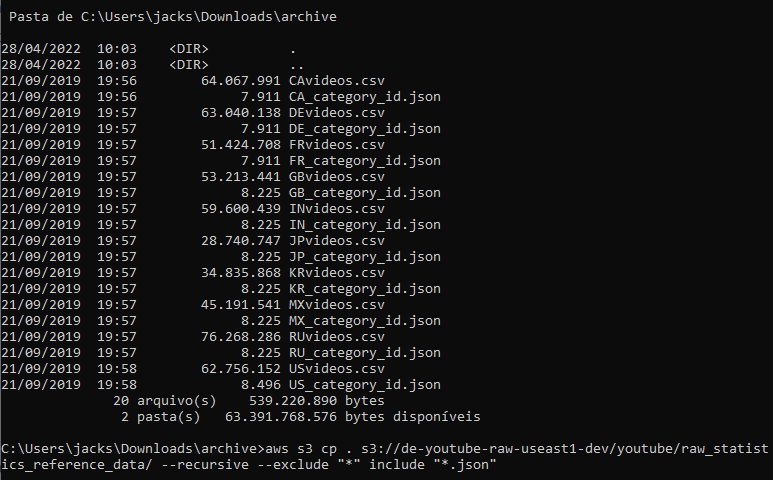 Pasta de C:\Users\jacks\Downloads\archive
28/04/2022  10:03    <DIR>          .
28/04/2022  10:03    <DIR>          ..
21/09/2019  19:56        64.067.991 CAvideos.csv
21/09/2019  19:56             7.911 CA_category_id.json
21/09/2019  19:57        63.040.138 DEvideos.csv
21/09/2019  19:57             7.911 DE_category_id.json
21/09/2019  19:57        51.424.708 FRvideos.csv
21/09/2019  19:57             7.911 FR_category_id.json
21/09/2019  19:57        53.213.441 GBvideos.csv
21/09/2019  19:57             8.225 GB_category_id.json
21/09/2019  19:57        59.600.439 INvideos.csv
21/09/2019  19:57             8.225 IN_category_id.json
21/09/2019  19:57        28.740.747 JPvideos.csv
21/09/2019  19:57             8.225 JP_category_id.json
21/09/2019  19:57        34.835.868 KRvideos.csv
21/09/2019  19:57             8.225 KR_category_id.json
21/09/2019  19:57        45.191.541 MXvideos.csv
21/09/2019  19:57             8.225 MX_category_id.json
21/09/2019  19:57        76.268.286 RUvideos.csv
21/09/2019  19:57             8.225 RU_category_id.json
21/09/2019  19:58        62.756.152 USvideos.csv
21/09/2019  19:58             8.496 US_category_id.json
20 arquivo(s)    539.220.890 bytes
2 pasta(s)   63.391.768.576 bytes disponíveis
C:\Users\jacks\Downloads\archive>aws s3 cp . s3://de-youtube-raw-useast1-dev/youtube/raw_statist
ics_reference_data/ --recursive --exclude "*" include "*.json"